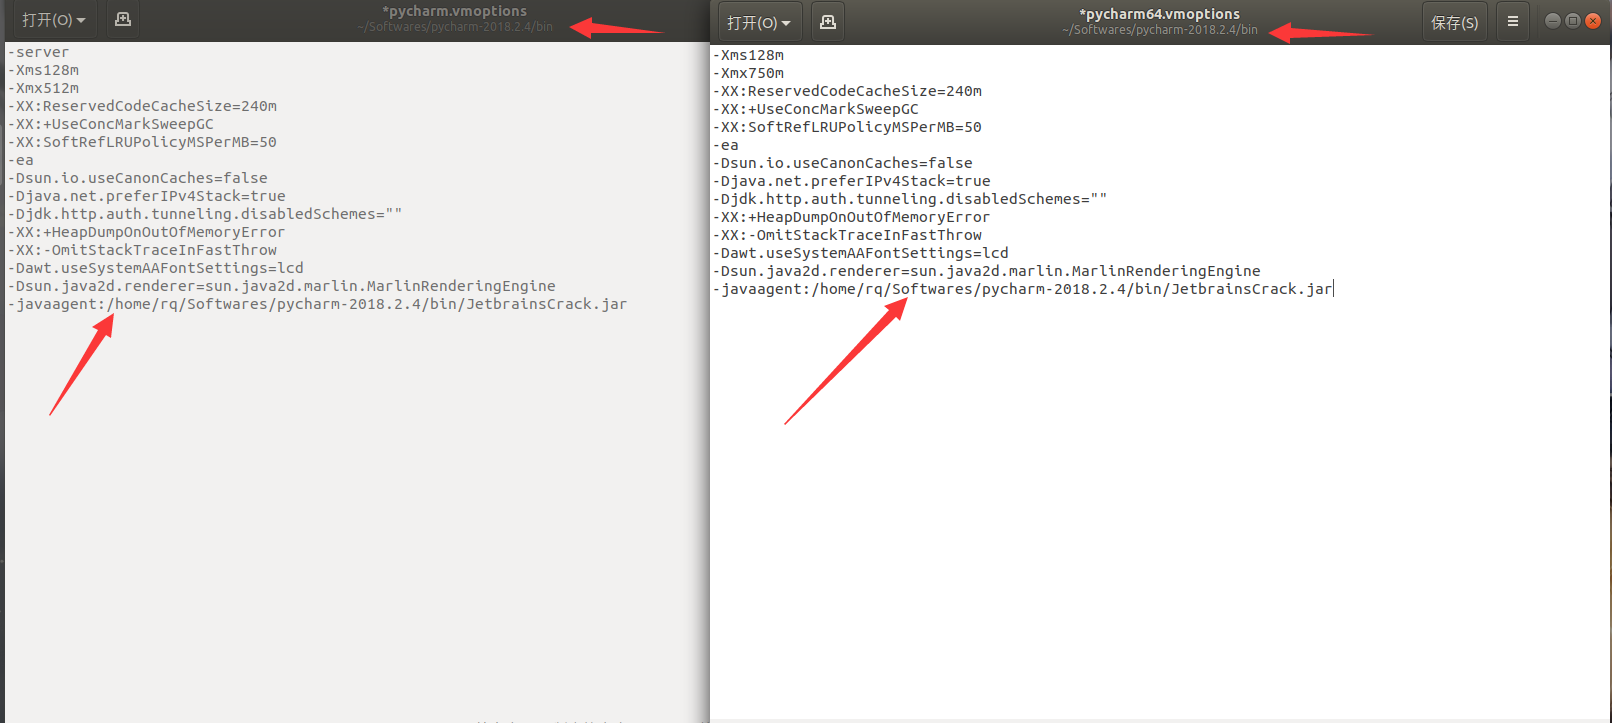 打开(O)
*pycharm.vmoptions
~/Softwares/pycharm-2018.2.4/bin
-server
-Xms128m
-Xmx512m
-XX:ReservedCodeCacheSize=240m
-XX:+UseConcMarkSweepGC
-XX:SoftRefLRUPolicyMSPerMB=50
-ea
-Dsun.io.useCanonCaches=false
-Djava.net.preferIPv4Stack=true
-Djdk.http.auth.tunneling.disabledSchemes=""
-XX:+HeapDumpOnOutOfMemoryError
-XX:-OmitStackTraceInFastThrow
-Dawt.useSystemAAFontSettings=lcd
-Dsun.java2d.renderer=sun.java2d.marlin.MarlinRenderingEngine
-javaagent:/home/rq/Softwares/pycharm-2018.2.4/bin/JetbrainsCrack.jar
打开(O)
*pycharm64.vmoptions
~/Softwares/pycharm-2018.2.4/bin
保存(S)
-Xms128m
-Xmx750m
-XX:ReservedCodeCacheSize=240m
-XX:+UseConcMarkSweepGC
-XX:SoftRefLRUPolicyMSPerMB=50
-ea
-Dsun.io.useCanonCaches=false
-Djava.net.preferIPv4Stack=true
-Djdk.http.auth.tunneling.disabledSchemes=""
-XX:+HeapDumpOnOutOfMemoryError
-XX:-OmitStackTraceInFastThrow
-Dawt.useSystemAAFontSettings=lcd
-Dsun.java2d.renderer=sun.java2d.marlin.MarlinRenderingEngine
-javaagent:/home/rq/Softwares/pycharm-2018.2.4/bin/JetbrainsCrack.jar